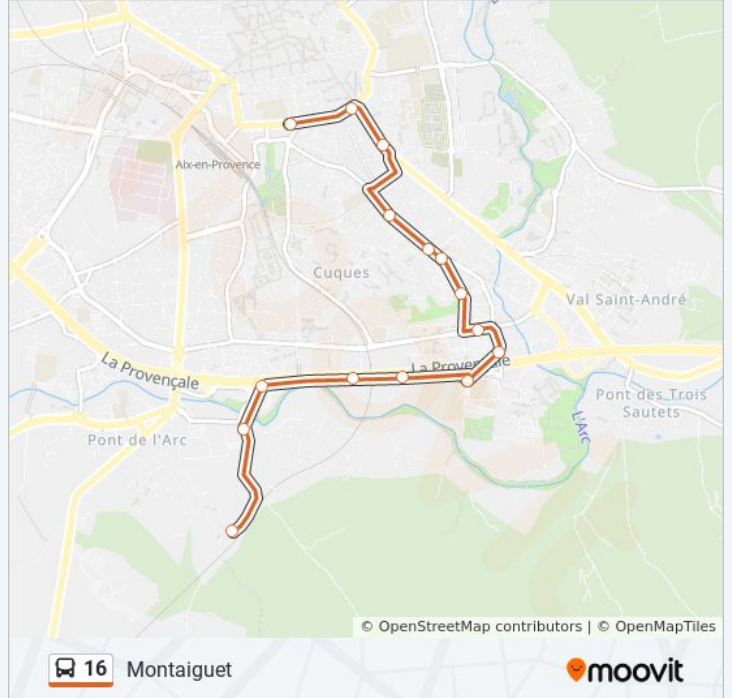 Aix-en-Provence
Cuques
Val Saint-André
La Provençale
La Provençale
Pont des Trois
Sautets
L'Arc
Pont de l'Arc
© OpenStreetMap contributors | © OpenMapTiles
16 Montaiguet
moovit